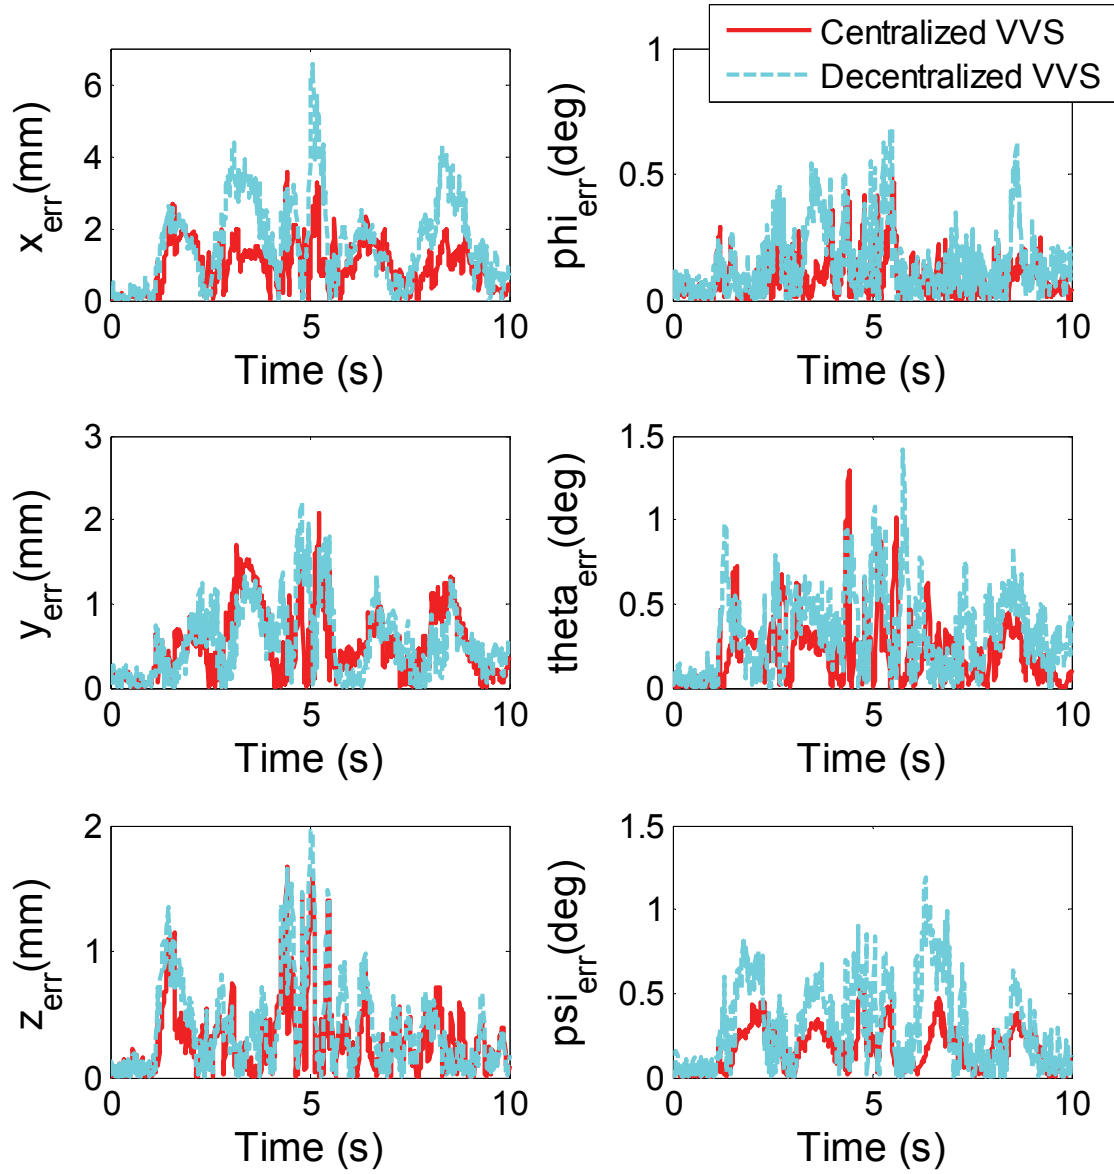 Centralized VVS
Decentralized VVS
x_err(mm)
6
4
2
0
0 5 10
Time (s)
phi_err(deg)
1
0.5
0
0 5 10
Time (s)
y_err(mm)
3
2
1
0
0 5 10
Time (s)
theta_err(deg)
1.5
1
0.5
0
0 5 10
Time (s)
z_err(mm)
2
1
0
0 5 10
Time (s)
psi_err(deg)
1.5
1
0.5
0
0 5 10
Time (s)